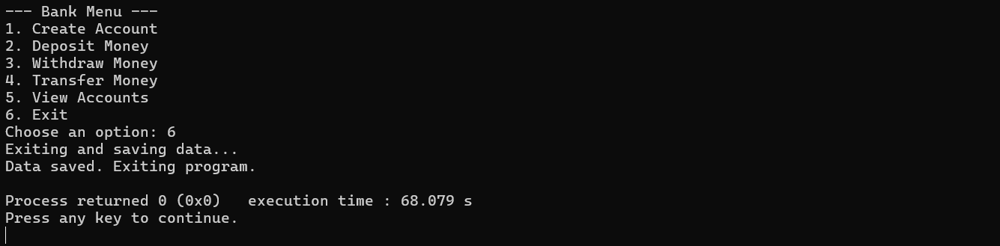 --- Bank Menu ---
1. Create Account
2. Deposit Money
3. Withdraw Money
4. Transfer Money
5. View Accounts
6. Exit
Choose an option: 6
Exiting and saving data...
Data saved. Exiting program.

Process returned 0 (0x0)   execution time : 68.079 s
Press any key to continue.